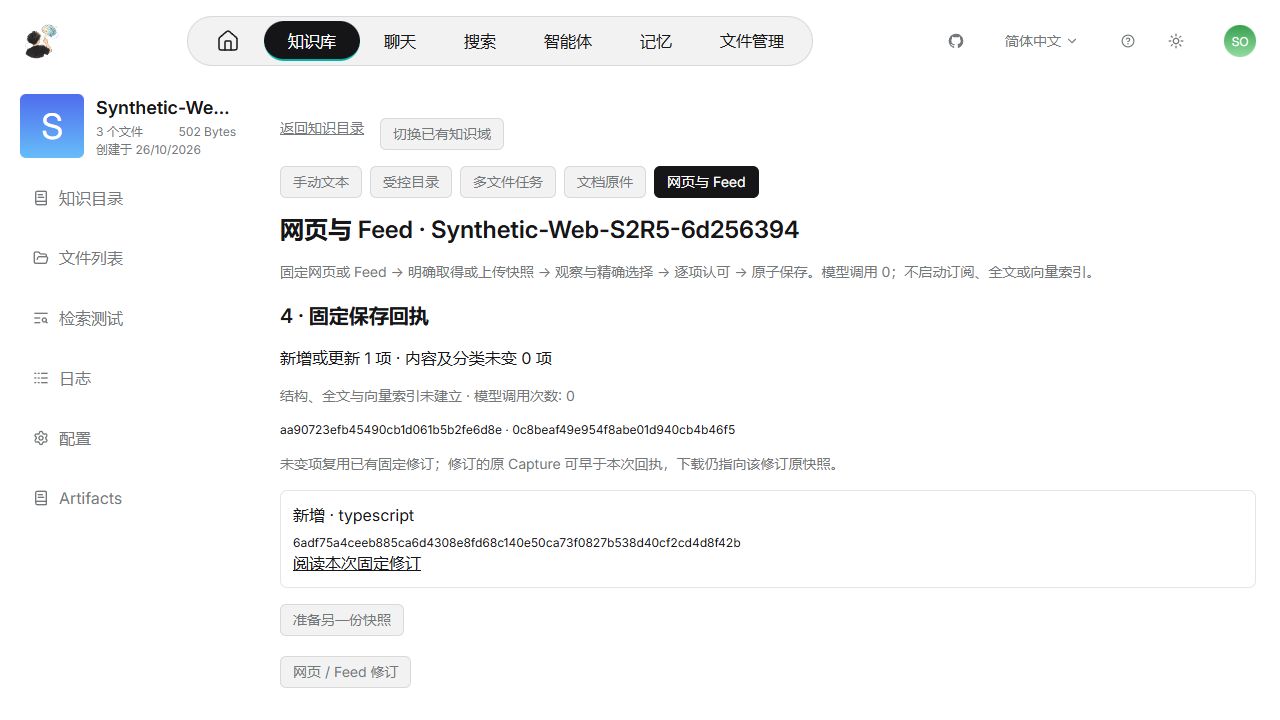 知识库
聊天
搜索
智能体
记忆
文件管理
简体中文
SO
S
Synthetic-We...
3 个文件 502 Bytes
创建于 26/10/2026
知识目录
文件列表
检索测试
日志
配置
Artifacts
返回知识目录
切换已有知识域
手动文本
受控目录
多文件任务
文档原件
网页与 Feed
网页与 Feed · Synthetic-Web-S2R5-6d256394
固定网页或 Feed → 明确取得或上传快照 → 观察与精确选择 → 逐项认可 → 原子保存。模型调用 0；不启动订阅、全文或向量索引。
4 · 固定保存回执
新增或更新 1 项 · 内容及分类未变 0 项
结构、全文与向量索引未建立 · 模型调用次数: 0
aa90723efb45490cb1d061b5b2fe6d8e · 0c8beaf49e954f8abe01d940cb4b46f5
未变项复用已有固定修订；修订的原 Capture 可早于本次回执，下载仍指向该修订原快照。
新增 · typescript
6adf75a4ceeb885ca6d4308e8fd68c140e50ca73f0827b538d40cf2cd4d8f42b
阅读本次固定修订
准备另一份快照
网页 / Feed 修订